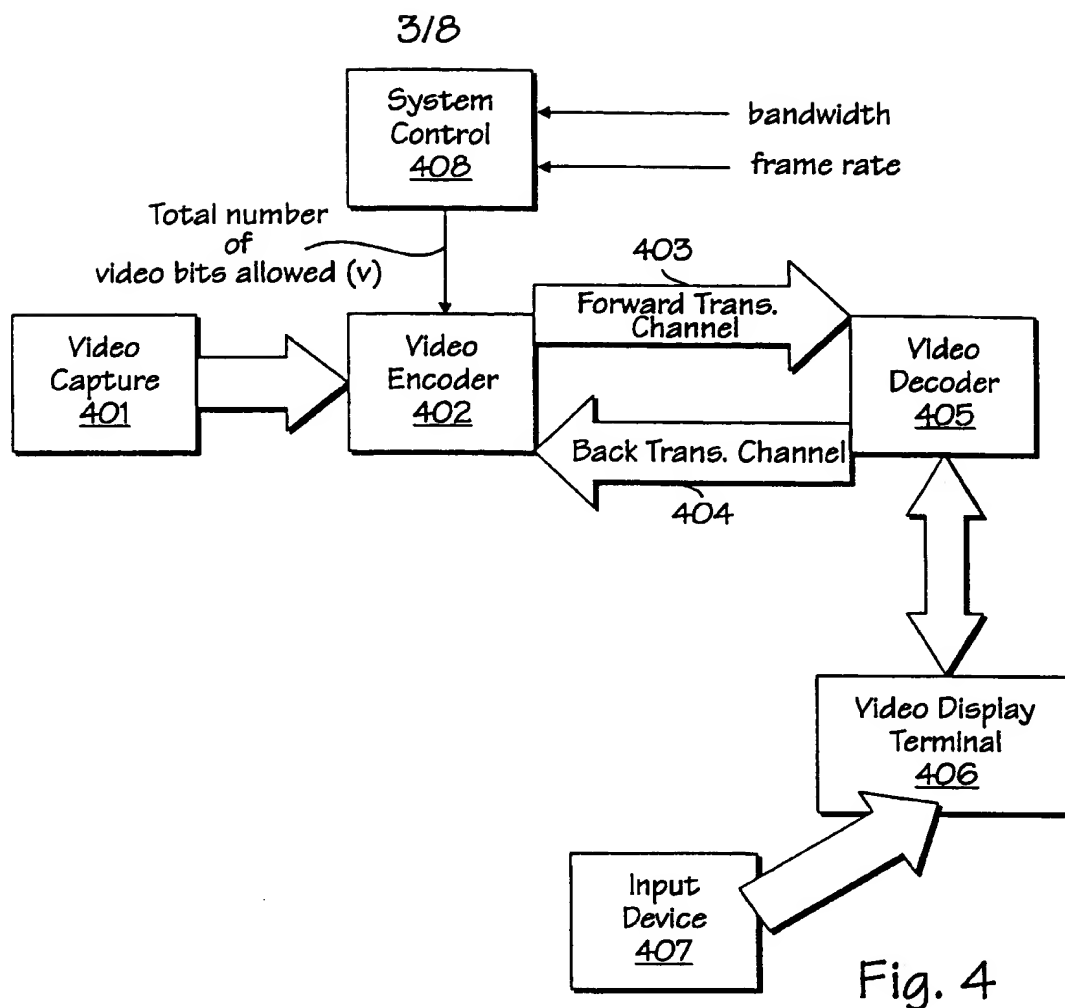 3/8
System
Control
408
bandwidth
frame rate
Total number
of
video bits allowed (v)
403
Forward Trans.
Channel
Video
Capture
401
Video
Encoder
402
Video
Decoder
405
Back Trans. Channel
404
Video Display
Terminal
406
Input
Device
407
Fig. 4